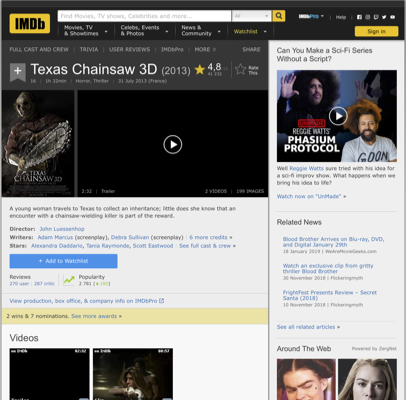 IMDb
Find Movies, TV shows, Celebrities and more...
All
Movies, TV & Showtimes
Celebs, Events & Photos
News & Community
Watchlist
IMDbPro
Help
Sign in
FULL CAST AND CREW | TRIVIA | USER REVIEWS | IMDbPro | MORE
SHARE
Texas Chainsaw 3D (2013)
4,8
Rate This
16 | 1h 32min | Horror, Thriller | 31 July 2013 (France)
TEXAS CHAINSAW 3D
2:32 | Trailer
2 VIDEOS | 199 IMAGES
A young woman travels to Texas to collect an inheritance; little does she know that an
encounter with a chainsaw-wielding killer is part of the reward.
Director: John Luessenhop
Writers: Adam Marcus (screenplay), Debra Sullivan (screenplay) | 6 more credits »
Stars: Alexandra Daddario, Tania Raymonde, Scott Eastwood | See full cast & crew »
+ Add to Watchlist
Reviews
270 user | 287 critic
Popularity
2 781
View production, box office, & company info on IMDbPro
2 wins & 7 nominations. See more awards »
Videos
02:32
00:57
Can You Make a Sci-Fi Series
Without a Script?
REGGIE WATTS'
PHASIUM
PROTOCOL
Well Reggie Watts sure tried with his idea for
a sci-fi improv show. What happens when we
bring his idea to life?
Watch now on "UnMade" »
Related News
Blood Brother Arrives on Blu-ray, DVD,
and Digital January 29th
18 January 2019 | WeAreMovieGeeks.com
Watch an exclusive clip from gritty
thriller Blood Brother
30 November 2018 | Flickeringmyth
FrightFest Presents Review – Secret
Santa (2018)
10 November 2018 | Flickeringmyth
See all related articles »
Around The Web
Powered by ZergNet